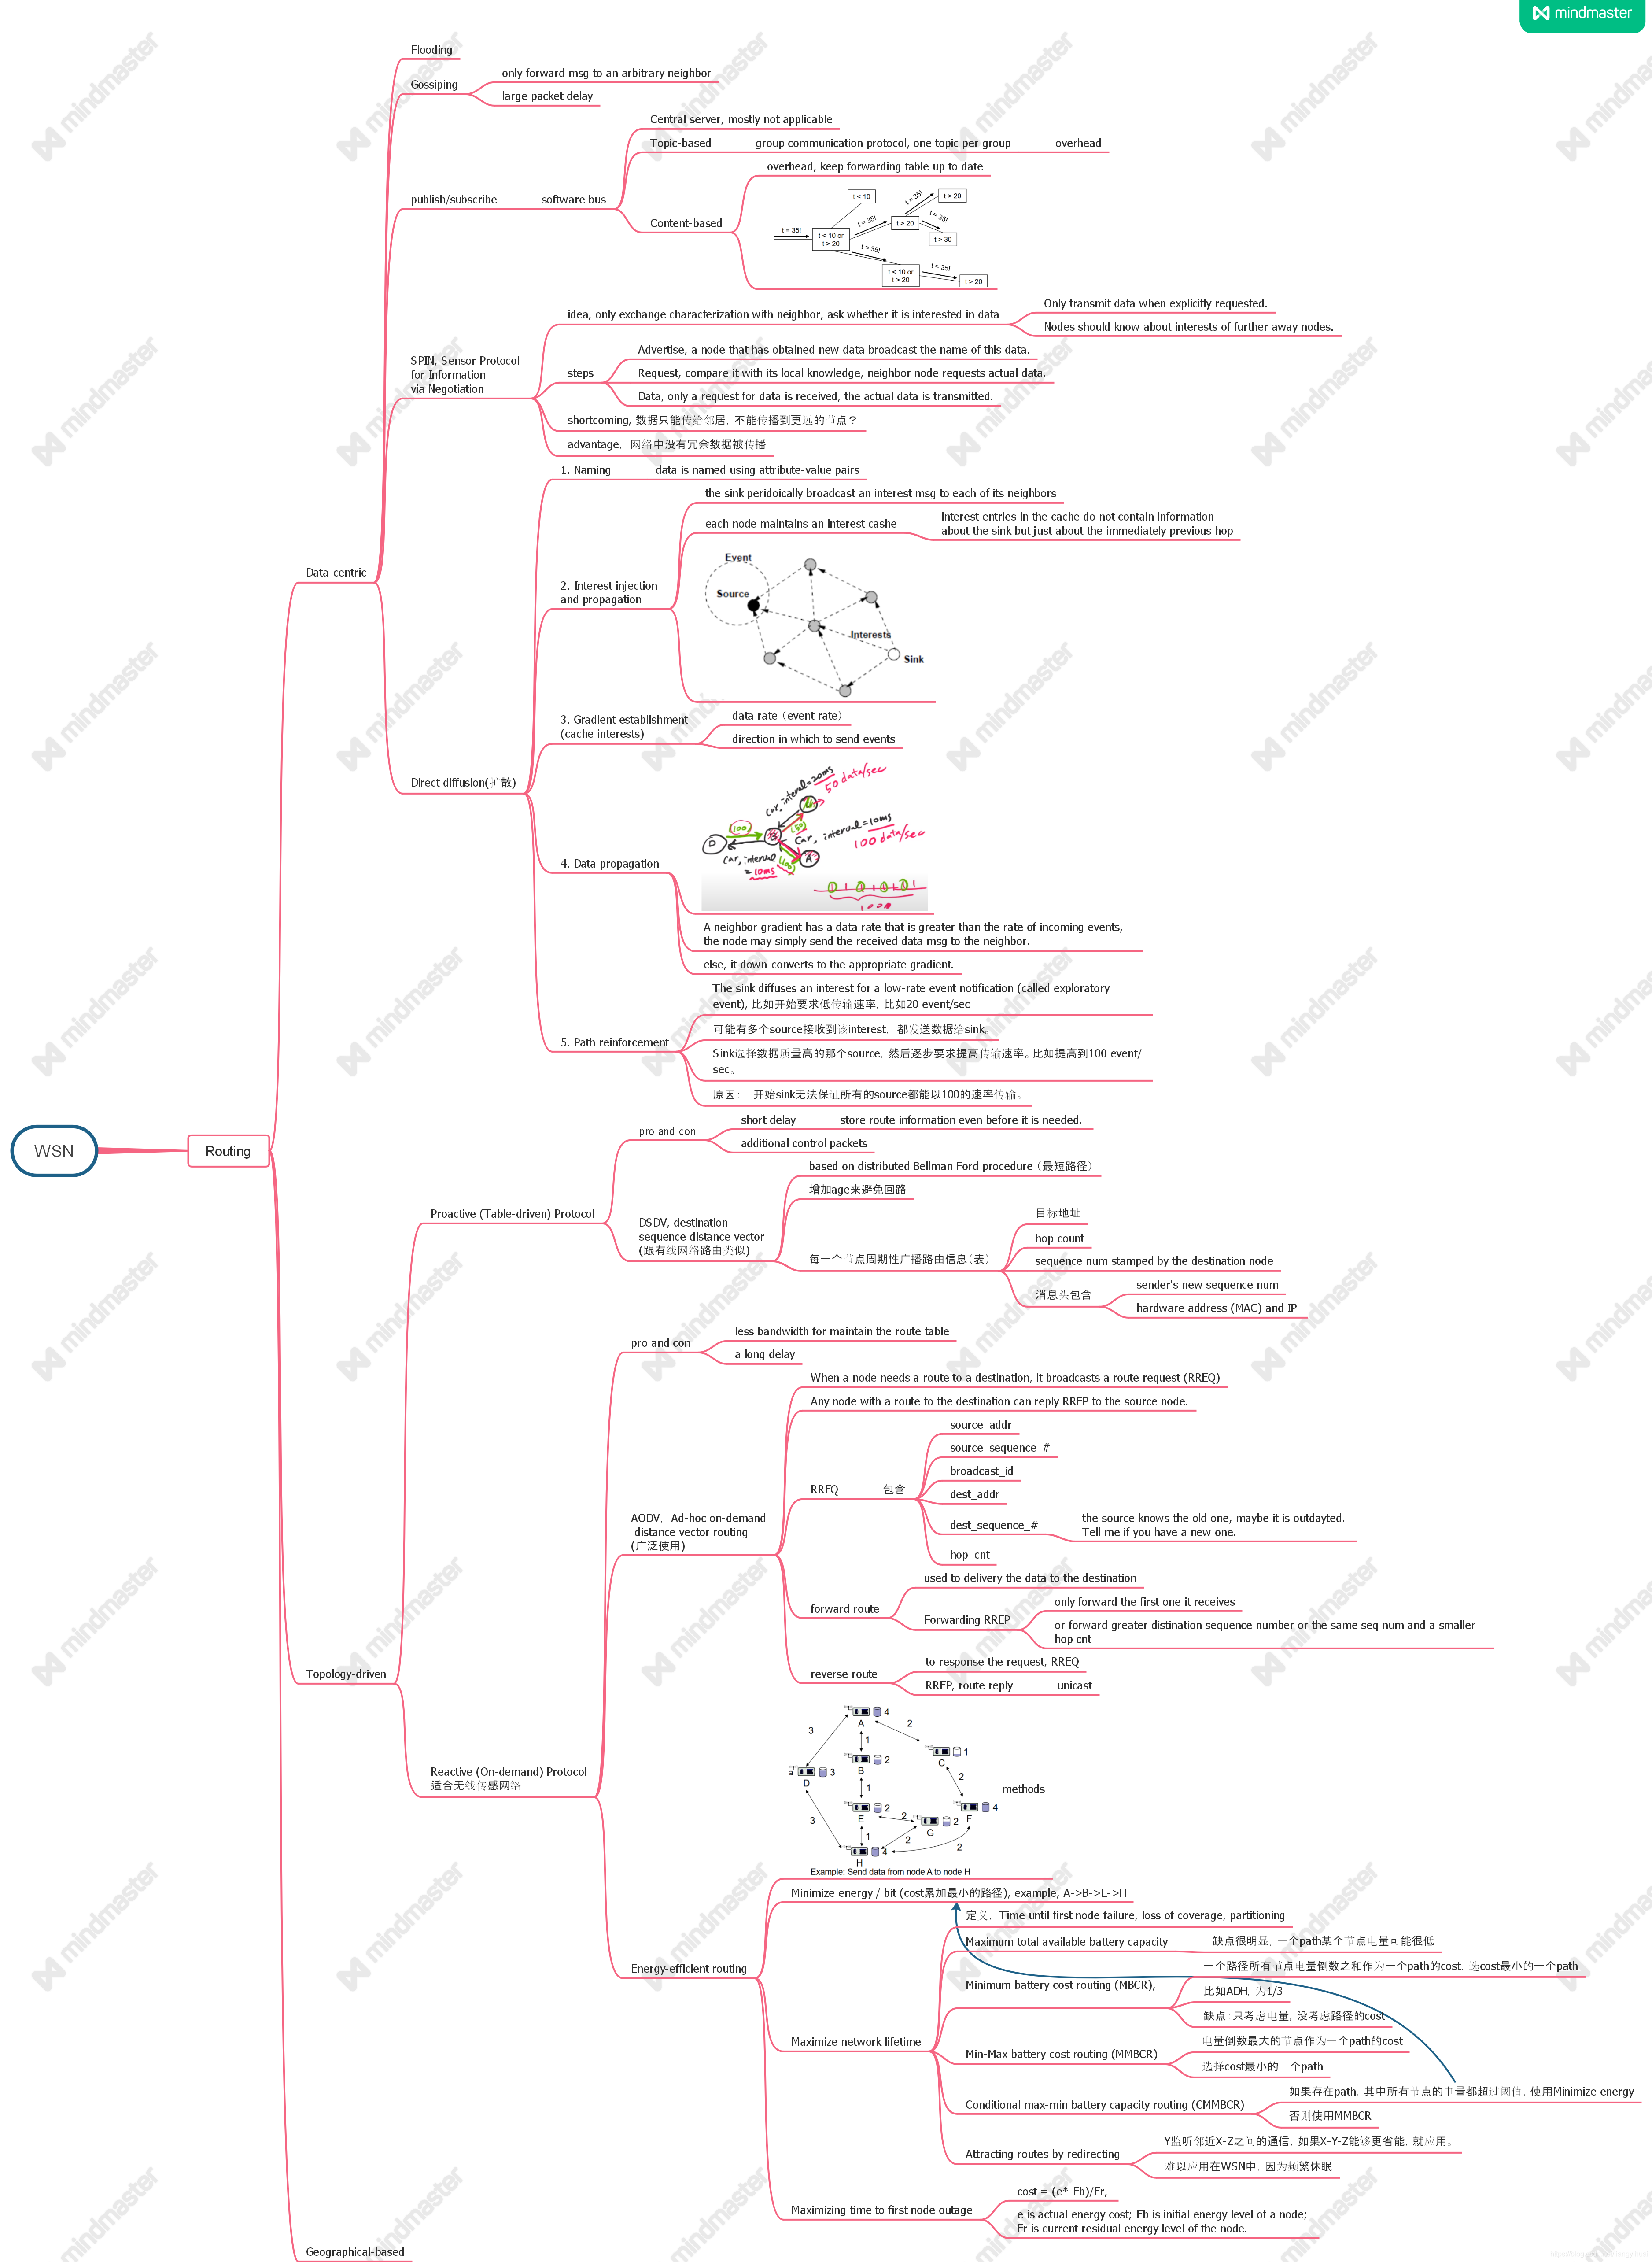 mindmaster
WSN
Routing
Data-centric
Flooding
Gossiping
only forward msg to an arbitrary neighbor
large packet delay
publish/subscribe
software bus
Central server, mostly not applicable
Topic-based
group communication protocol, one topic per group
overhead
Content-based
overhead, keep forwarding table up to date
t < 10
t = 35!
t > 20
t = 35!
t = 35!
t < 10 or
t > 20
t > 20
t = 35!
t > 30
t = 35!
t < 10 or
t > 20
t = 35!
t > 20
SPIN, Sensor Protocol
for Information
via Negotiation
idea, only exchange characterization with neighbor, ask whether it is interested in data
Only transmit data when explicitly requested.
Nodes should know about interests of further away nodes.
steps
Advertise, a node that has obtained new data broadcast the name of this data.
Request, compare it with its local knowledge, neighbor node requests actual data.
Data, only a request for data is received, the actual data is transmitted.
shortcoming, 数据只能传给邻居，不能传播到更远的节点？
advantage，网络中没有冗余数据被传播
Direct diffusion(扩散)
1. Naming
data is named using attribute-value pairs
2. Interest injection
and propagation
the sink peridoically broadcast an interest msg to each of its neighbors
each node maintains an interest cashe
interest entries in the cache do not contain information
about the sink but just about the immediately previous hop
Event
Source
Interests
Sink
3. Gradient establishment
(cache interests)
data rate（event rate）
direction in which to send events
4. Data propagation
car, interval=20ms
50 data/sec
(100)
D
B
(50)
car, interval=10ms
100 data/sec
car, interval
=10ms
(100)
A
A neighbor gradient has a data rate that is greater than the rate of incoming events,
the node may simply send the received data msg to the neighbor.
else, it down-converts to the appropriate gradient.
5. Path reinforcement
The sink diffuses an interest for a low-rate event notification (called exploratory
event), 比如开始要求低传输速率，比如20 event/sec
可能有多个source接收到该interest，都发送数据给sink。
Sink选择数据质量高的那个source，然后逐步要求提高传输速率。比如提高到100 event/
sec。
原因：一开始sink无法保证所有的source都能以100的速率传输。
Topology-driven
Proactive (Table-driven) Protocol
pro and con
short delay
store route information even before it is needed.
additional control packets
DSDV, destination
sequence distance vector
(跟有线网络路由类似)
based on distributed Bellman Ford procedure（最短路径）
增加age来避免回路
每一个节点周期性广播路由信息（表）
目标地址
hop count
sequence num stamped by the destination node
消息头包含
sender's new sequence num
hardware address (MAC) and IP
Reactive (On-demand) Protocol
适合无线传感网络
pro and con
less bandwidth for maintain the route table
a long delay
AODV，Ad-hoc on-demand
distance vector routing
(广泛使用)
When a node needs a route to a destination, it broadcasts a route request (RREQ)
Any node with a route to the destination can reply RREP to the source node.
RREQ
包含
source_addr
source_sequence_#
broadcast_id
dest_addr
dest_sequence_#
the source knows the old one, maybe it is outdayted.
Tell me if you have a new one.
hop_cnt
forward route
used to delivery the data to the destination
Forwarding RREP
only forward the first one it receives
or forward greater distination sequence number or the same seq num and a smaller
hop cnt
reverse route
to response the request, RREQ
RREP, route reply
unicast
Energy-efficient routing
4
A
3
2
1
2
B
1
C
a
3
D
2
1
methods
2
E
2
2
G
4
F
3
1
2
2
4
H
Example: Send data from node A to node H
Minimize energy / bit (cost累加最小的路径), example, A->B->E->H
Maximize network lifetime
定义，Time until first node failure, loss of coverage, partitioning
Maximum total available battery capacity
缺点很明显，一个path某个节点电量可能很低
Minimum battery cost routing (MBCR),
一个路径所有节点电量倒数之和作为一个path的cost，选cost最小的一个path
比如ADH，为1/3
缺点：只考虑电量，没考虑路径的cost
Min-Max battery cost routing (MMBCR)
电量倒数最大的节点作为一个path的cost
选择cost最小的一个path
Conditional max-min battery capacity routing (CMMBCR)
如果存在path，其中所有节点的电量都超过阈值，使用Minimize energy
否则使用MMBCR
Attracting routes by redirecting
Y监听邻近X-Z之间的通信，如果X-Y-Z能够更省能，就应用。
难以应用在WSN中，因为频繁休眠
Maximizing time to first node outage
cost = (e* Eb)/Er,
e is actual energy cost; Eb is initial energy level of a node;
Er is current residual energy level of the node.
Geographical-based